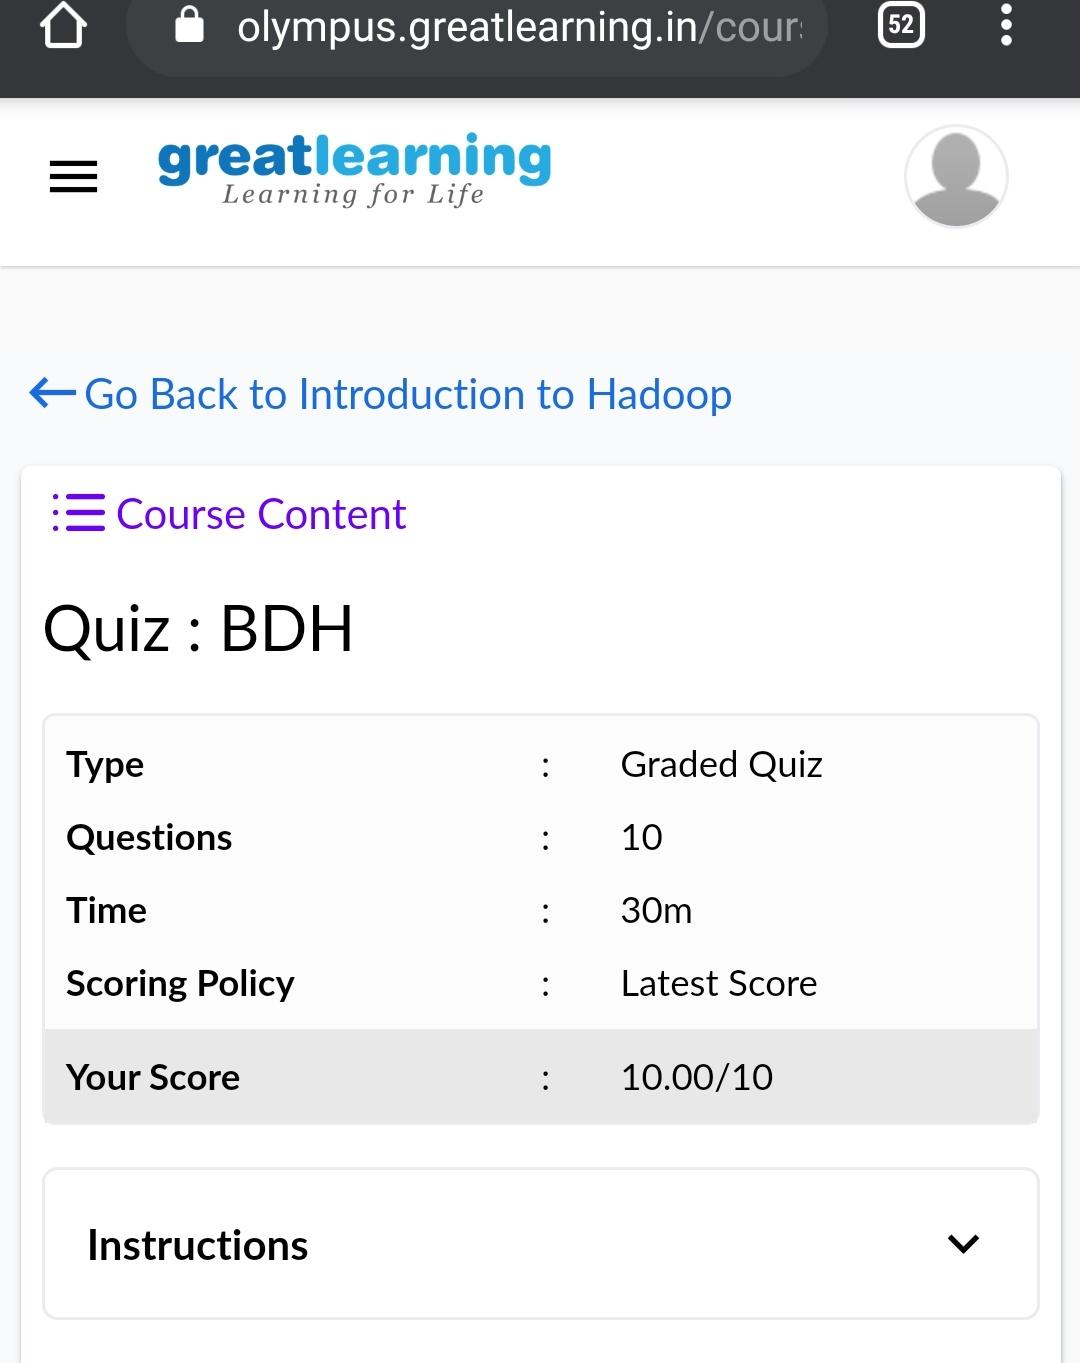 olympus.greatlearning.in/cour
52
greatlearning
Learning for Life
Go Back to Introduction to Hadoop
Course Content
Quiz : BDH
Type : Graded Quiz
Questions : 10
Time : 30m
Scoring Policy : Latest Score
Your Score : 10.00/10
Instructions